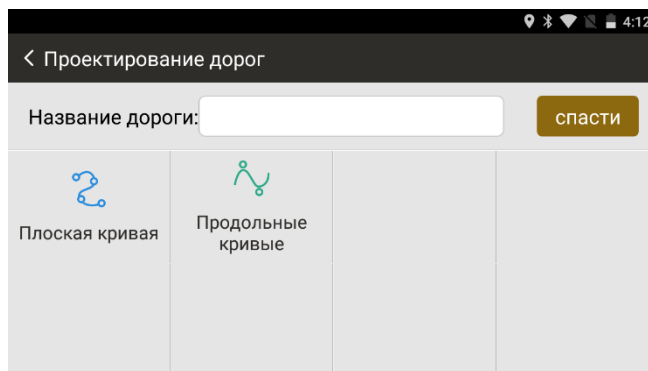 4:12
Проектирование дорог
Название дороги:
спасти
Плоская кривая
Продольные
кривые